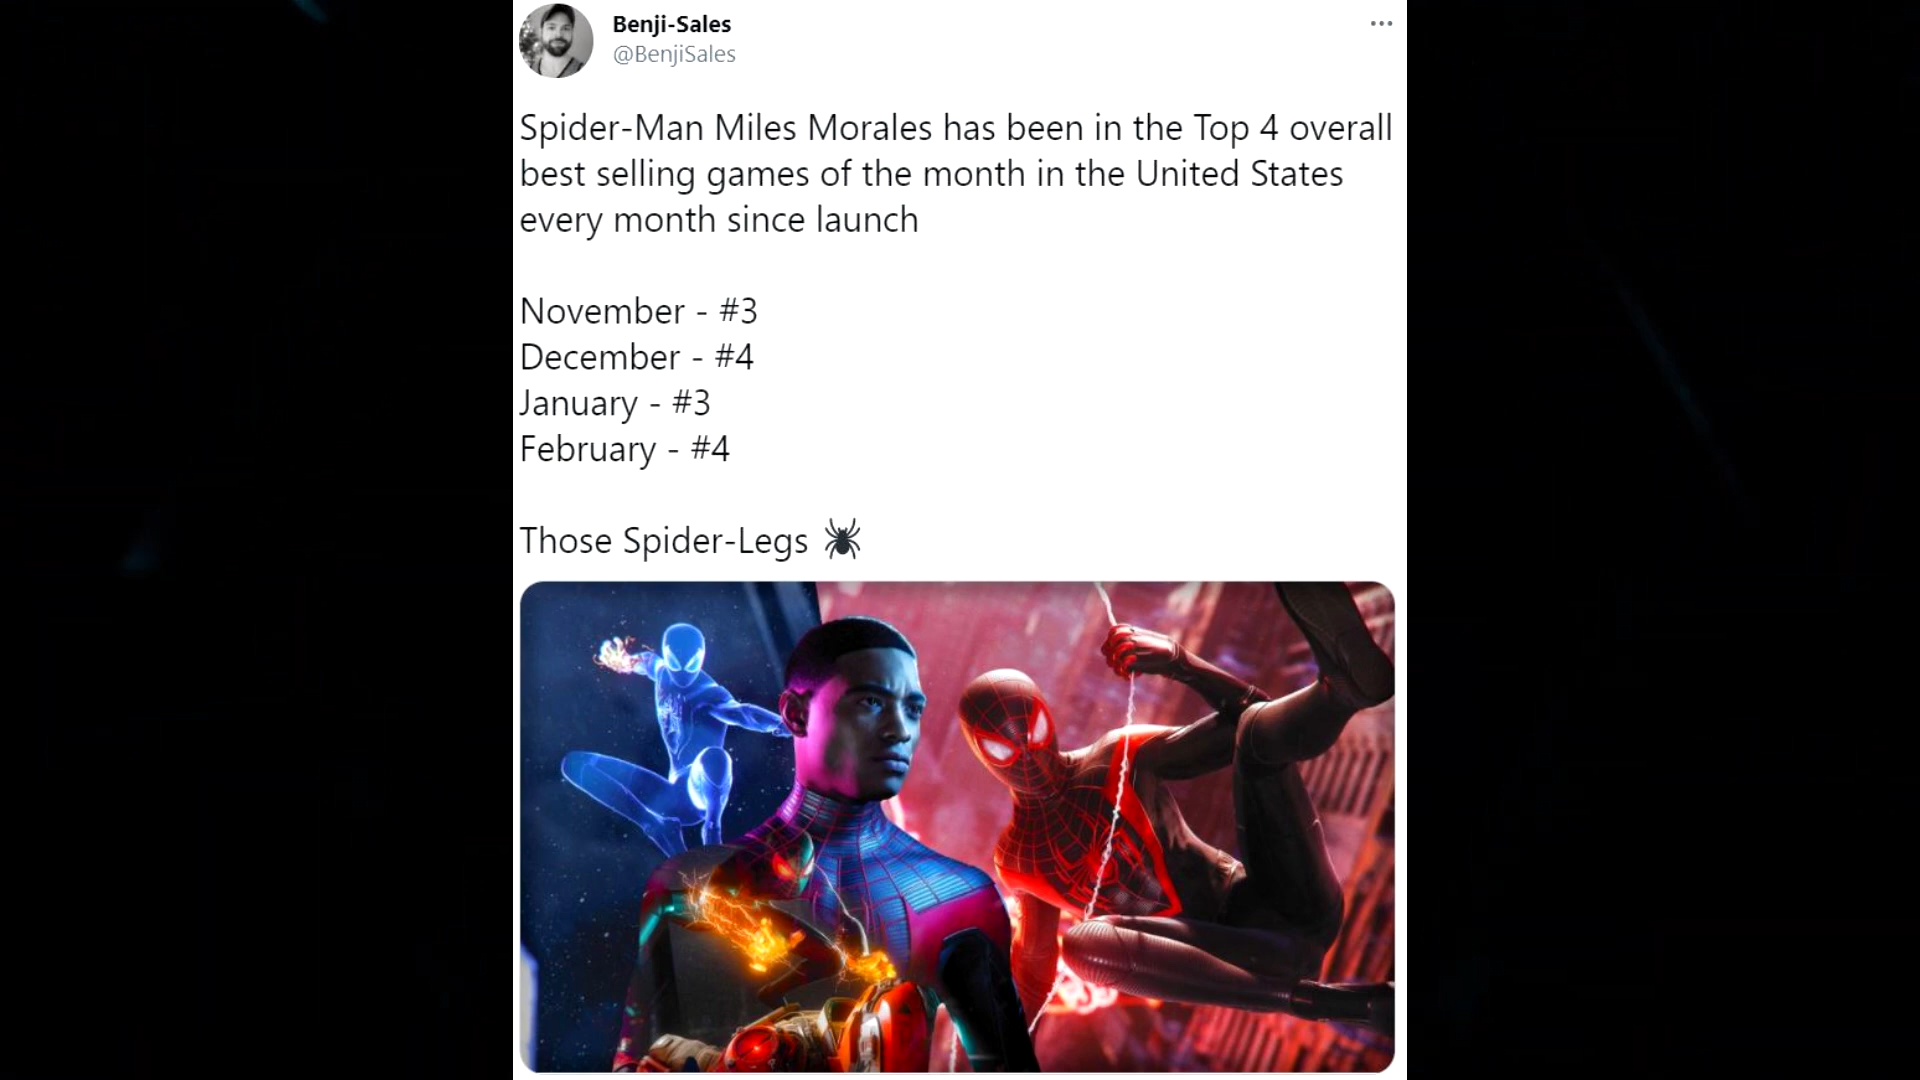 Benji-Sales
@BenjiSales
Spider-Man Miles Morales has been in the Top 4 overall
best selling games of the month in the United States
every month since launch
November - #3
December - #4
January - #3
February - #4
Those Spider-Legs 🕷